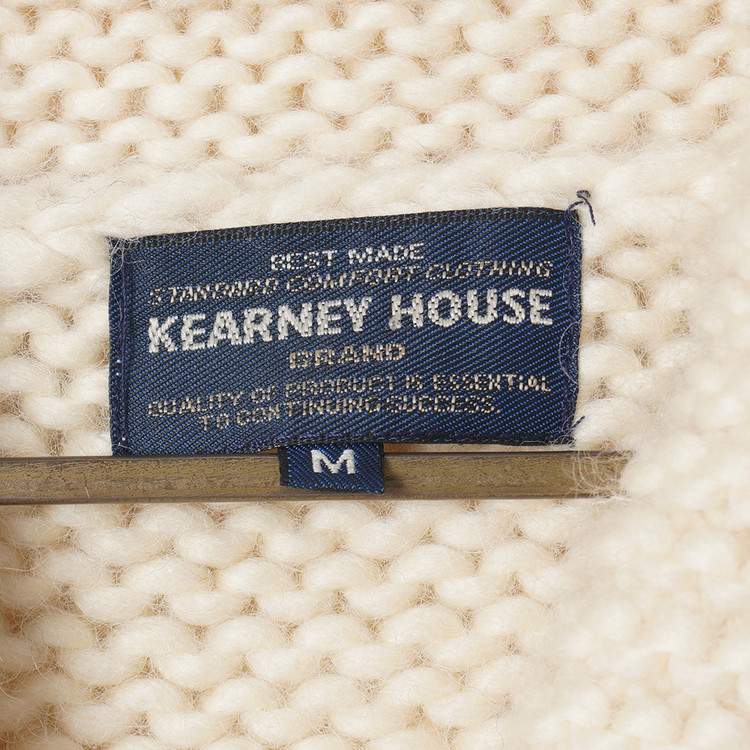 BEST MADE
STANDARD COMFORT CLOTHING
KEARNEY HOUSE
BRAND
QUALITY OF PRODUCT IS ESSENTIAL
TO CONTINUING SUCCESS.
M